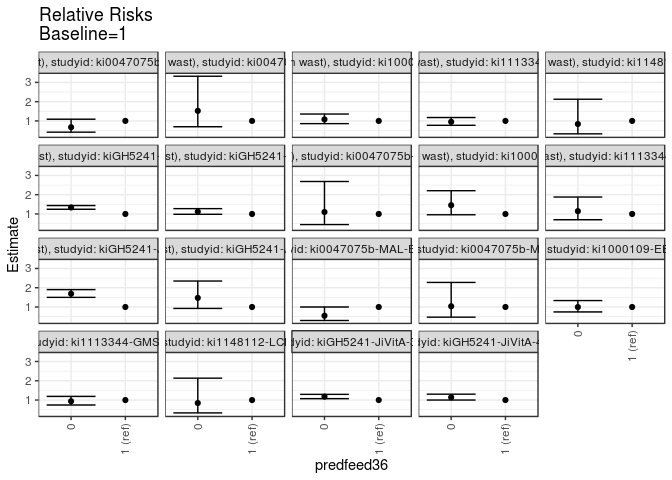 Relative Risks
Baseline=1
t), studyid: ki0047075b
wast), studyid: ki0047
wast), studyid: ki1000
wast), studyid: ki111334
wast), studyid: ki1148
3
2
1
st), studyid: kiGH5241-
st), studyid: kiGH5241-
), studyid: ki0047075b-
wast), studyid: ki1000
ast), studyid: ki111334
3
2
1
st), studyid: kiGH5241-
st), studyid: kiGH5241-
yid: ki0047075b-MAL-E
studyid: ki0047075b-M
studyid: ki1000109-EE
3
2
1
udyid: ki1113344-GMS
studyid: ki1148112-LC
dyid: kiGH5241-JiVitA-3
studyid: kiGH5241-JiVitA-4
3
2
1
0
1 (ref)
0
1 (ref)
0
1 (ref)
0
1 (ref)
0
1 (ref)
Estimate
predfeed36